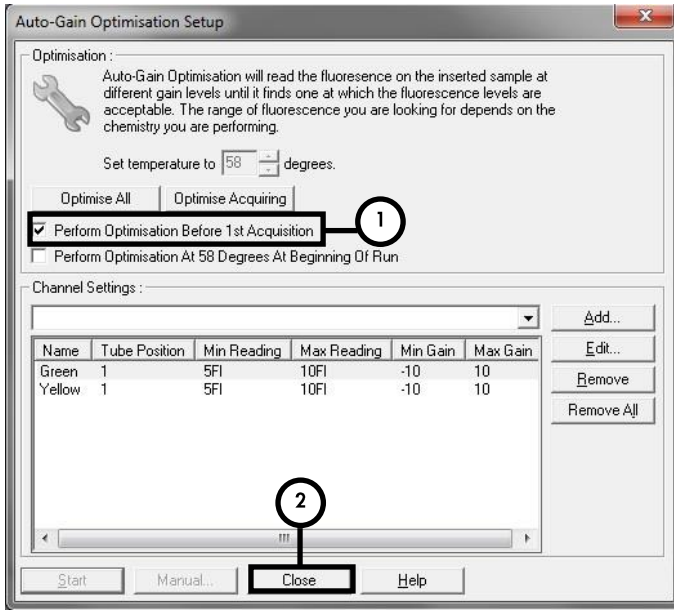 Auto-Gain Optimisation Setup
Optimisation :
Auto-Gain Optimisation will read the fluoresence on the inserted sample at
different gain levels until it finds one at which the fluorescence levels are
acceptable. The range of fluorescence you are looking for depends on the
chemistry you are performing.
Set temperature to 58 degrees.
Optimise All Optimise Acquiring
Perform Optimisation Before 1st Acquisition 1
Perform Optimisation At 58 Degrees At Beginning Of Run
Channel Settings :
Add...
Name Tube Position Min Reading Max Reading Min Gain Max Gain Edit...
Green 1 5Fl 10Fl -10 10
Yellow 1 5Fl 10Fl -10 10
Remove
Remove All
2
Start Manual... Close Help